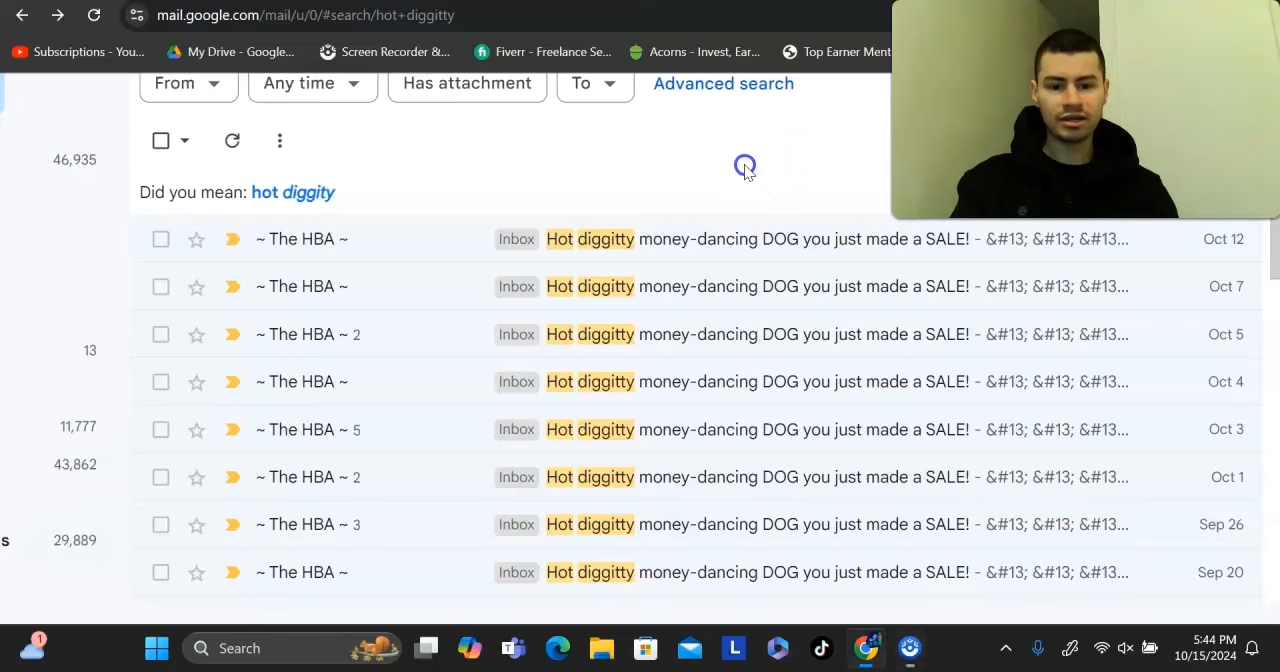 mail.google.com/mail/u/0/#search/hot+diggitty
Subscriptions - You... My Drive - Google... Screen Recorder &... Fiverr - Freelance Se... Acorns - Invest, Ear... Top Earner Ment
From Any time Has attachment To Advanced search
46,935
Did you mean: hot diggity
~ The HBA ~ Inbox Hot diggitty money-dancing DOG you just made a SALE! - &#13; &#13; &#13... Oct 12
~ The HBA ~ Inbox Hot diggitty money-dancing DOG you just made a SALE! - &#13; &#13; &#13... Oct 7
~ The HBA ~ 2 Inbox Hot diggitty money-dancing DOG you just made a SALE! - &#13; &#13; &#13... Oct 5
13
~ The HBA ~ Inbox Hot diggitty money-dancing DOG you just made a SALE! - &#13; &#13; &#13... Oct 4
11,777
~ The HBA ~ 5 Inbox Hot diggitty money-dancing DOG you just made a SALE! - &#13; &#13; &#13... Oct 3
43,862
~ The HBA ~ 2 Inbox Hot diggitty money-dancing DOG you just made a SALE! - &#13; &#13; &#13... Oct 1
~ The HBA ~ 3 Inbox Hot diggitty money-dancing DOG you just made a SALE! - &#13; &#13; &#13... Sep 26
s 29,889
~ The HBA ~ Inbox Hot diggitty money-dancing DOG you just made a SALE! - &#13; &#13; &#13... Sep 20
1 Search L 5:44 PM
10/15/2024